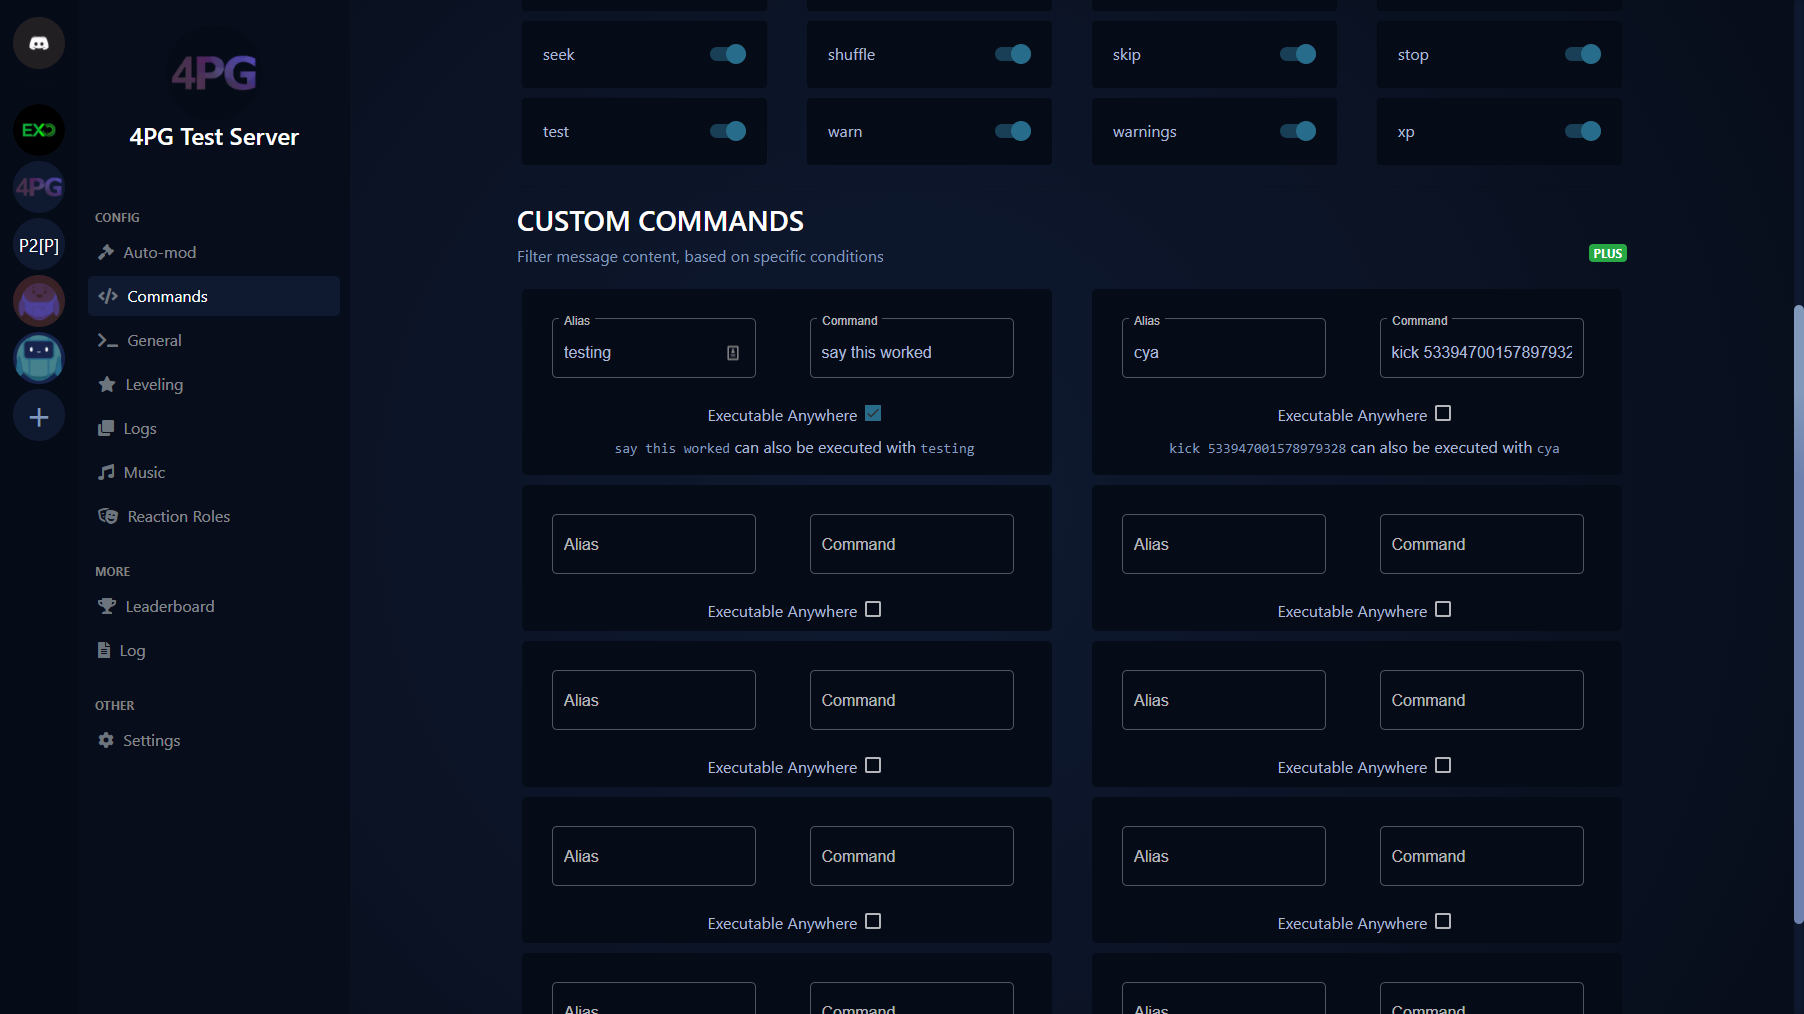 EXD
4PG
P2[P]
4PG
4PG Test Server
CONFIG
Auto-mod
Commands
General
Leveling
Logs
Music
Reaction Roles
MORE
Leaderboard
Log
OTHER
Settings
seek
shuffle
skip
stop
test
warn
warnings
xp
CUSTOM COMMANDS
Filter message content, based on specific conditions
PLUS
Alias
testing
Command
say this worked
Executable Anywhere
say this worked can also be executed with testing
Alias
cya
Command
kick 53394700157897932
Executable Anywhere
kick 533947001578979328 can also be executed with cya
Alias
Command
Executable Anywhere
Alias
Command
Executable Anywhere
Alias
Command
Executable Anywhere
Alias
Command
Executable Anywhere
Alias
Command
Executable Anywhere
Alias
Command
Executable Anywhere
Alias
Command
Alias
Command